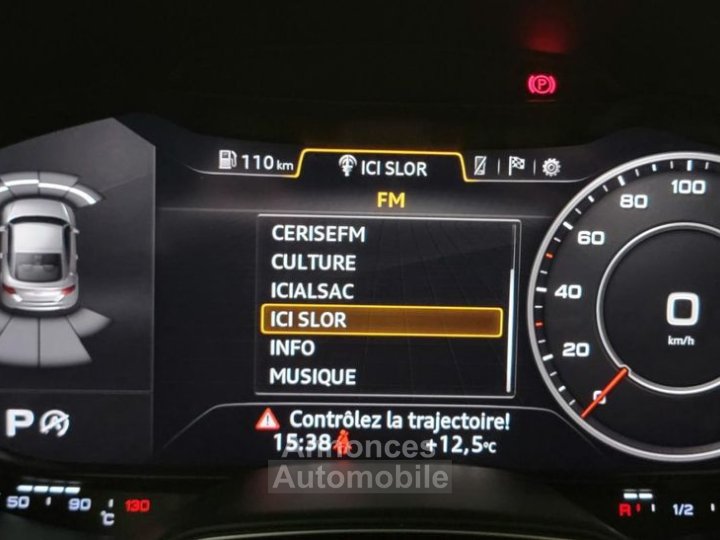 110 km
ICI SLOR
FM
CERISEFM
CULTURE
ICIALSAC
ICI SLOR
INFO
MUSIQUE
Contrôlez la trajectoire!
15:38
+12,5°C
P
P
0
km/h
0
20
40
60
80
100
50
90
130
°C
R
1/2
Annonces
Automobile